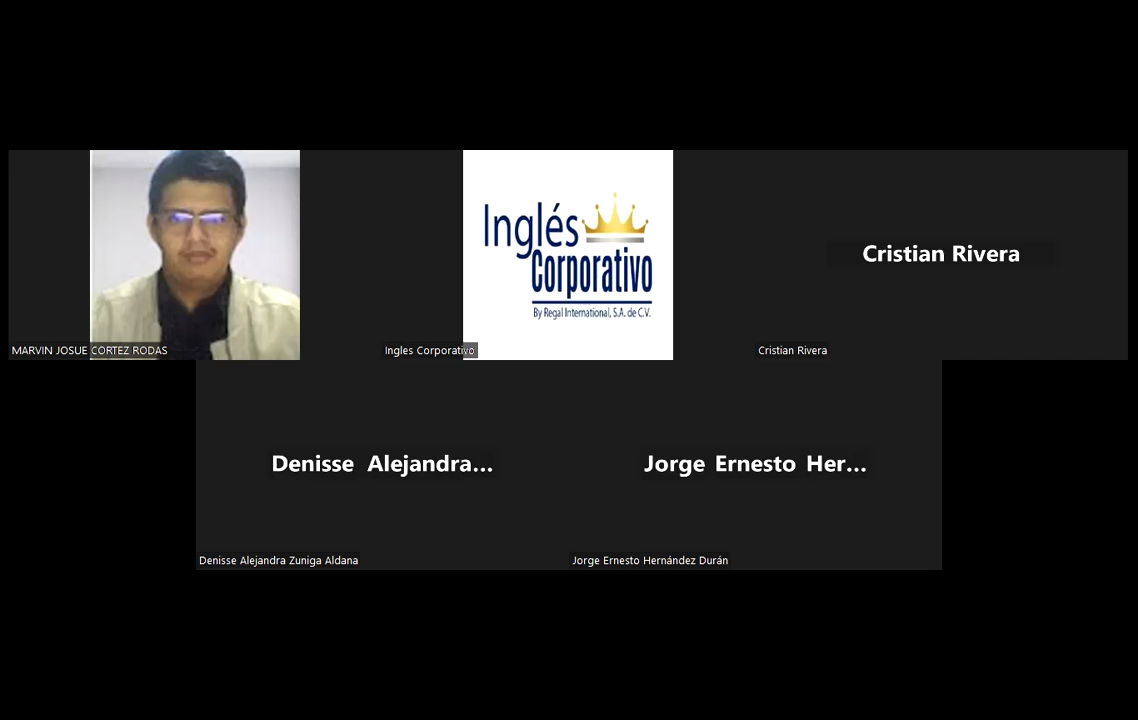 Inglés
Corporativo
By Regal International, S.A. de C.V.
Cristian Rivera
MARVIN JOSUE CORTEZ RODAS
Ingles Corporativo
Cristian Rivera
Denisse Alejandra...
Jorge Ernesto Her...
Denisse Alejandra Zuniga Aldana
Jorge Ernesto Hernández Durán